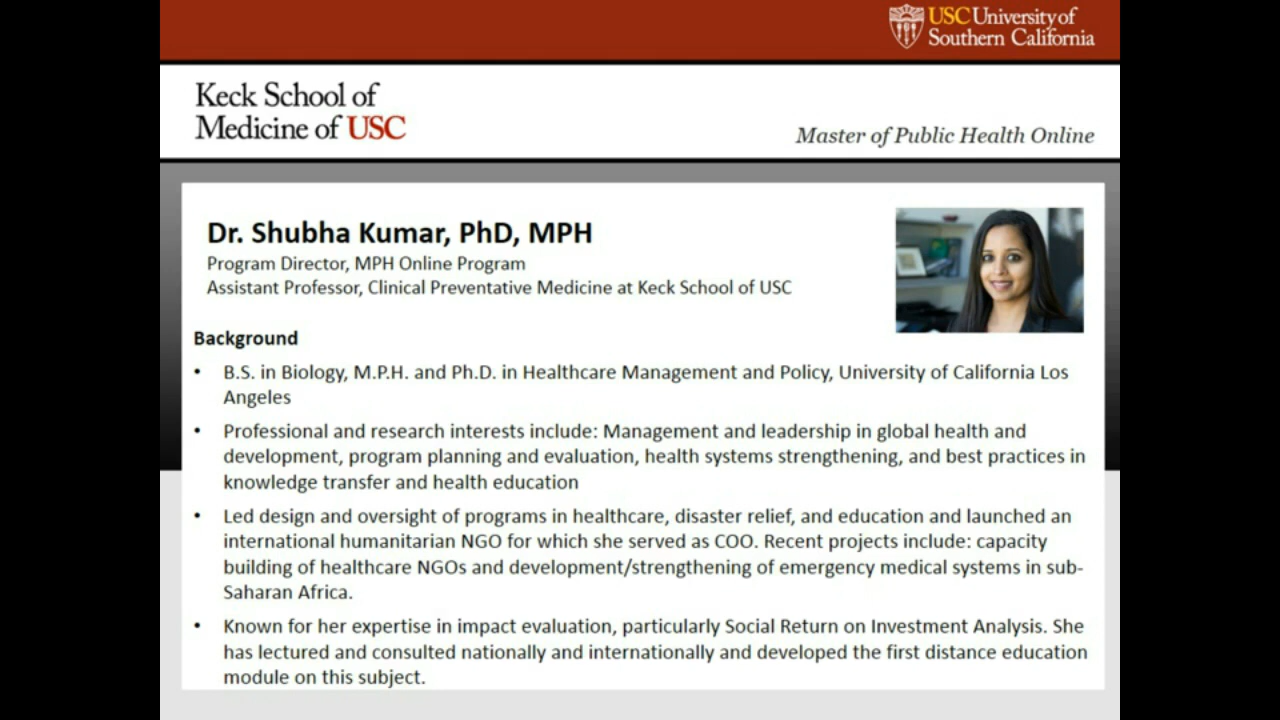 USC University of
Southern California
Keck School of
Medicine of USC
Master of Public Health Online
Dr. Shubha Kumar, PhD, MPH
Program Director, MPH Online Program
Assistant Professor, Clinical Preventative Medicine at Keck School of USC
Background
• B.S. in Biology, M.P.H. and Ph.D. in Healthcare Management and Policy, University of California Los
Angeles
• Professional and research interests include: Management and leadership in global health and
development, program planning and evaluation, health systems strengthening, and best practices in
knowledge transfer and health education
• Led design and oversight of programs in healthcare, disaster relief, and education and launched an
international humanitarian NGO for which she served as COO. Recent projects include: capacity
building of healthcare NGOs and development/strengthening of emergency medical systems in sub-
Saharan Africa.
• Known for her expertise in impact evaluation, particularly Social Return on Investment Analysis. She
has lectured and consulted nationally and internationally and developed the first distance education
module on this subject.